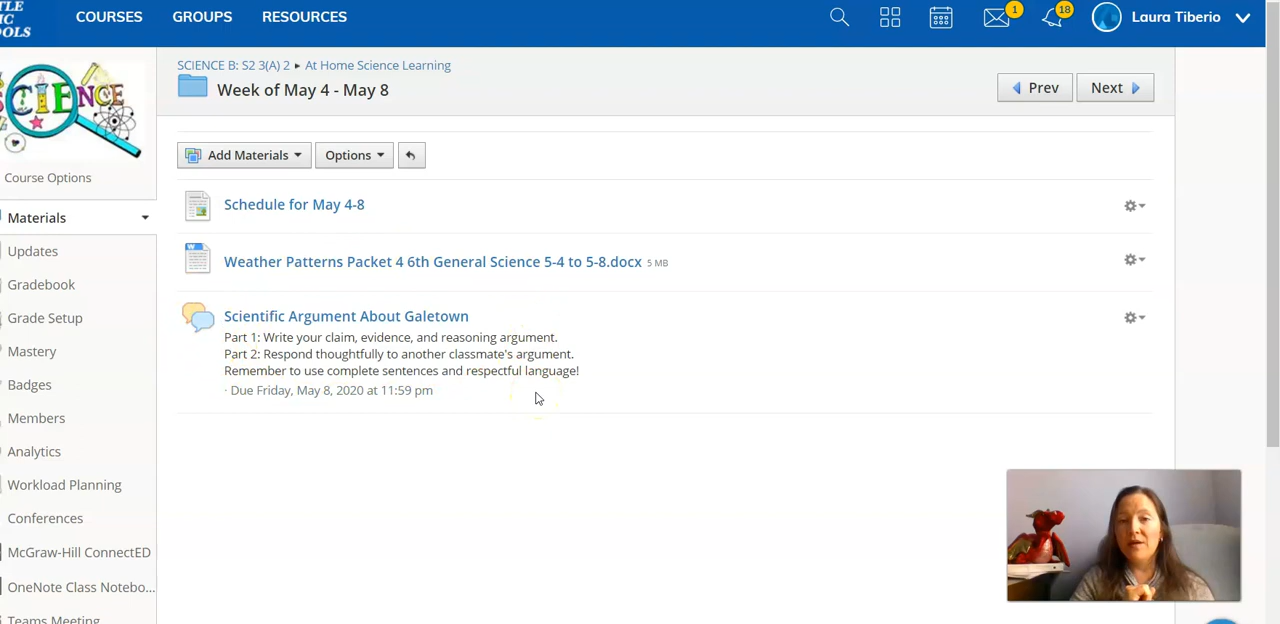 COURSES GROUPS RESOURCES 1 18 Laura Tiberio
OOLS
SCIENCE B: S2 3(A) 2 ▸ At Home Science Learning
Week of May 4 - May 8
Prev Next
SCIENCE
Add Materials Options
Course Options
Schedule for May 4-8
Materials
Updates
Weather Patterns Packet 4 6th General Science 5-4 to 5-8.docx 5 MB
Gradebook
Grade Setup
Scientific Argument About Galetown
Part 1: Write your claim, evidence, and reasoning argument.
Part 2: Respond thoughtfully to another classmate's argument.
Remember to use complete sentences and respectful language!
· Due Friday, May 8, 2020 at 11:59 pm
Mastery
Badges
Members
Analytics
Workload Planning
Conferences
McGraw-Hill ConnectED
OneNote Class Notebo...
Teams Meeting